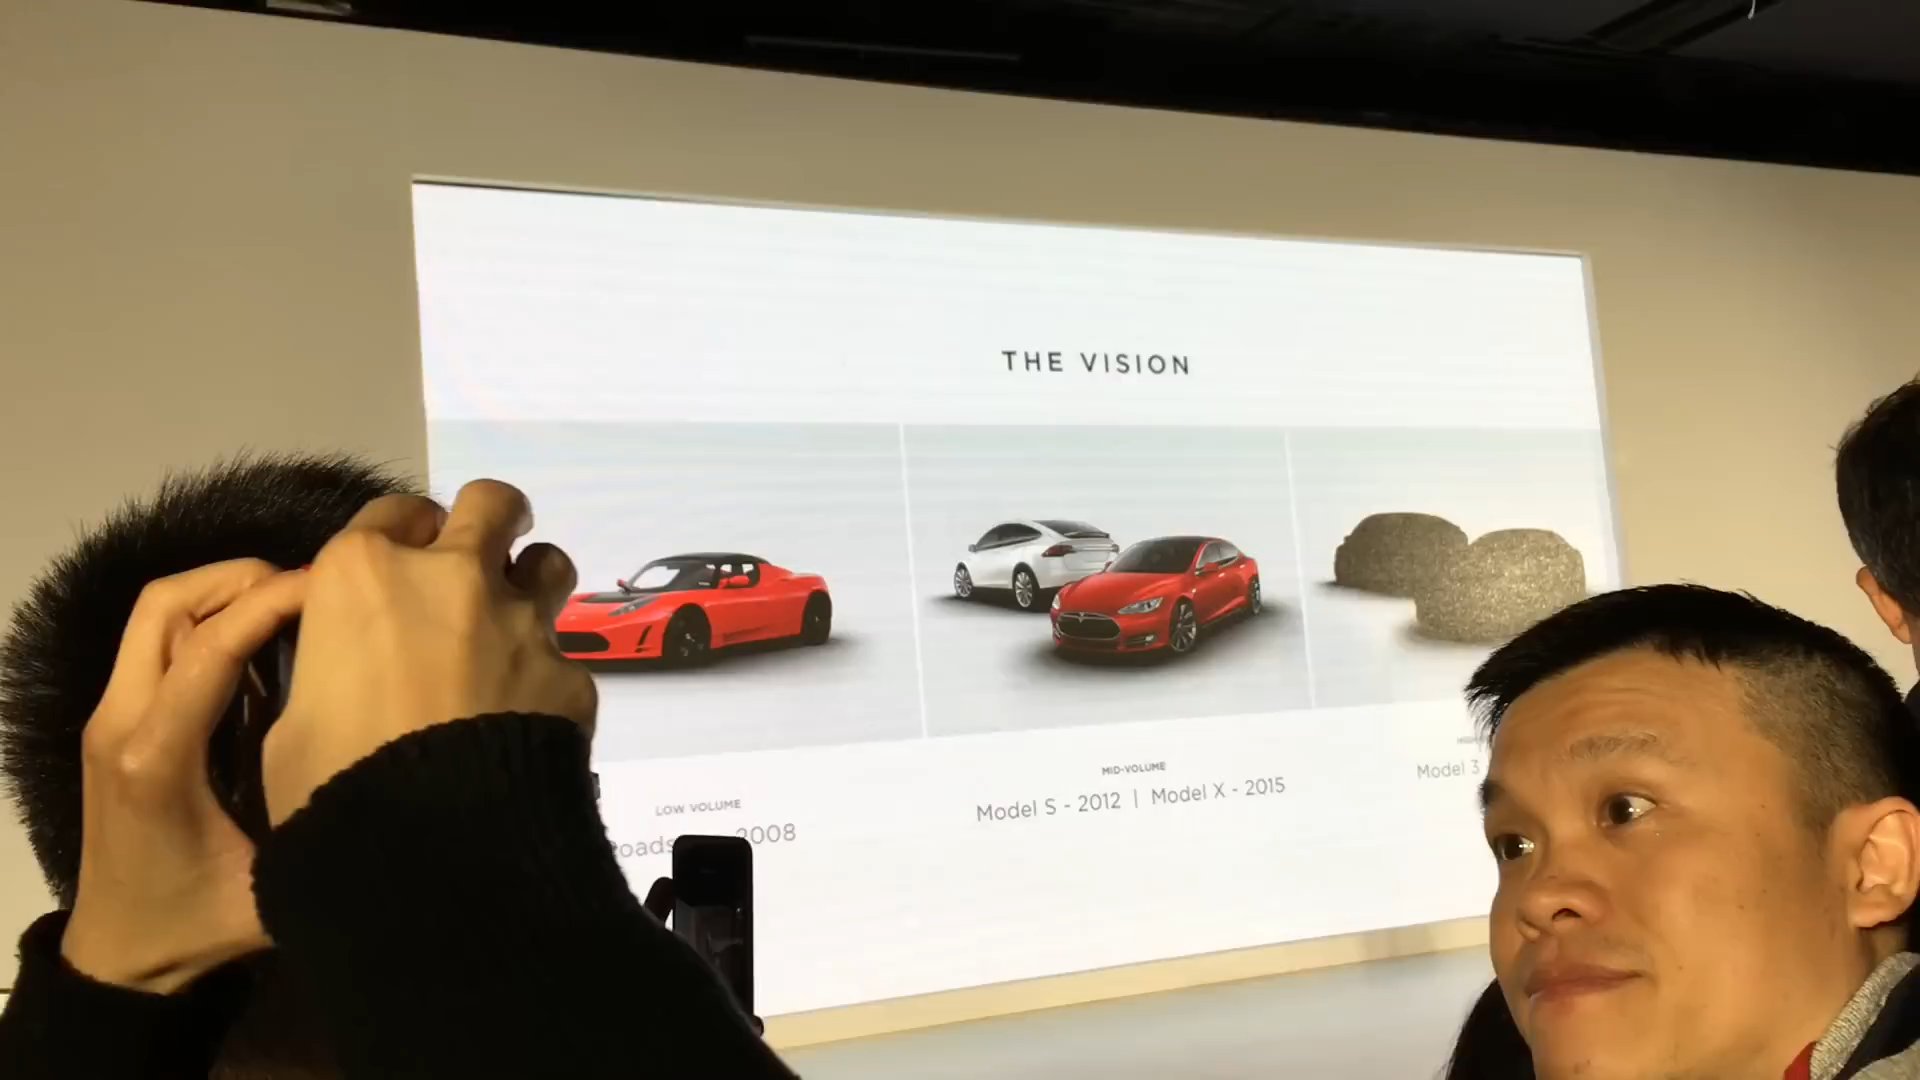 THE VISION
LOW VOLUME
2008
MID-VOLUME
Model S - 2012 | Model X - 2015
Model 3